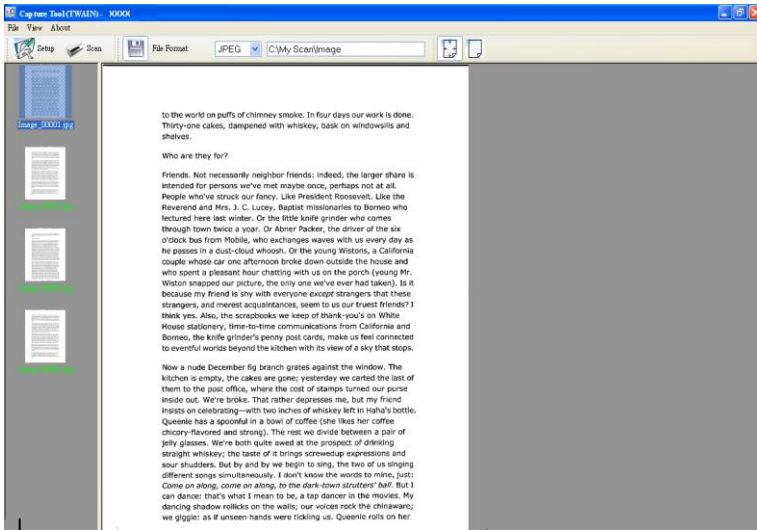 Capture Tool(TWAIN) - XXXX
File View About
Setup Scan File Format: JPEG C:\My Scan\Image
Image_00001.jpg
to the world on puffs of chimney smoke. In four days our work is done.
Thirty-one cakes, dampened with whiskey, bask on windowsills and
shelves.
Who are they for?
Friends. Not necessarily neighbor friends: indeed, the larger share is
intended for persons we've met maybe once, perhaps not at all.
People who've struck our fancy. Like President Roosevelt. Like the
Reverend and Mrs. J. C. Lucey, Baptist missionaries to Borneo who
lectured here last winter. Or the little knife grinder who comes
through town twice a year. Or Abner Packer, the driver of the six
o'clock bus from Mobile, who exchanges waves with us every day as
he passes in a dust-cloud whoosh. Or the young Wistons, a California
couple whose car one afternoon broke down outside the house and
who spent a pleasant hour chatting with us on the porch (young Mr.
Wiston snapped our picture, the only one we've ever had taken). Is it
because my friend is shy with everyone except strangers that these
strangers, and merest acquaintances, seem to us our truest friends? I
think yes. Also, the scrapbooks we keep of thank-you's on White
House stationery, time-to-time communications from California and
Borneo, the knife grinder's penny post cards, make us feel connected
to eventful worlds beyond the kitchen with its view of a sky that stops.
Now a nude December fig branch grates against the window. The
kitchen is empty, the cakes are gone; yesterday we carted the last of
them to the post office, where the cost of stamps turned our purse
inside out. We're broke. That rather depresses me, but my friend
insists on celebrating—with two inches of whiskey left in Haha's bottle.
Queenie has a spoonful in a bowl of coffee (she likes her coffee
chicory-flavored and strong). The rest we divide between a pair of
jelly glasses. We're both quite awed at the prospect of drinking
straight whiskey; the taste of it brings screwedup expressions and
sour shudders. But by and by we begin to sing, the two of us singing
different songs simultaneously. I don't know the words to mine, just:
Come on along, come on along, to the dark-town strutters' ball. But I
can dance: that's what I mean to be, a tap dancer in the movies. My
dancing shadow rollicks on the walls; our voices rock the chinaware;
we giggle: as if unseen hands were tickling us. Queenie rolls on her